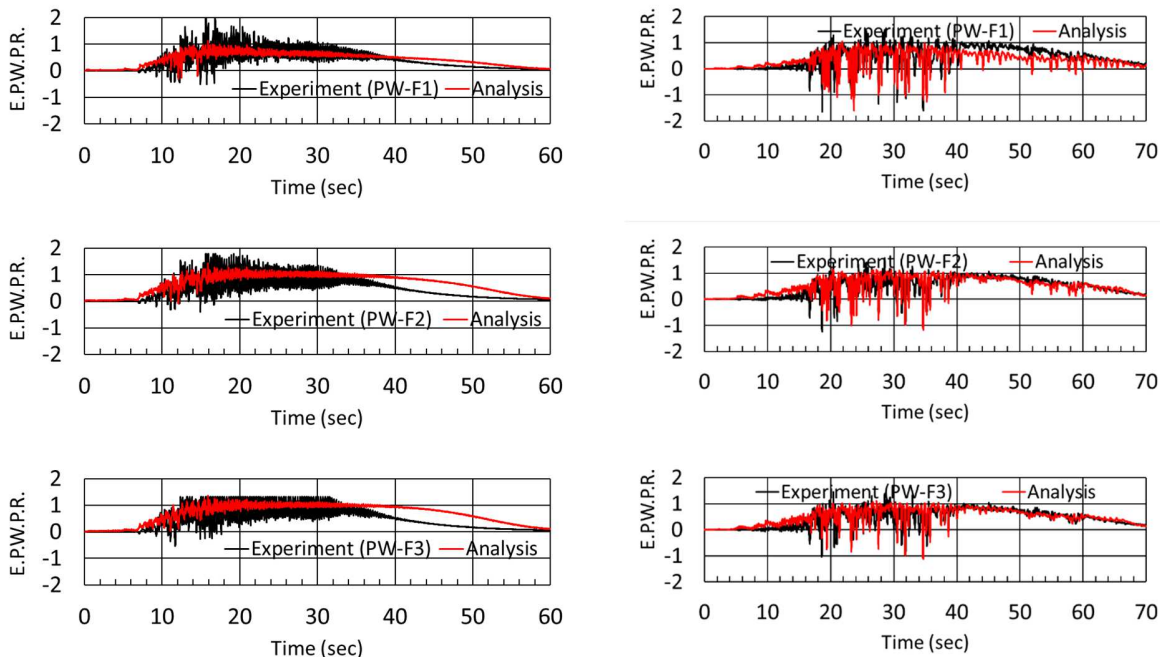 E.P.W.P.R.
2
1
0
-1
-2
Experiment (PW-F1) Analysis
0 10 20 30 40 50 60
Time (sec)
E.P.W.P.R.
2
1
0
-1
-2
Experiment (PW-F1) Analysis
0 10 20 30 40 50 60 70
Time (sec)
E.P.W.P.R.
2
1
0
-1
-2
Experiment (PW-F2) Analysis
0 10 20 30 40 50 60
Time (sec)
E.P.W.P.R.
2
1
0
-1
-2
Experiment (PW-F2) Analysis
0 10 20 30 40 50 60 70
Time (sec)
E.P.W.P.R.
2
1
0
-1
-2
Experiment (PW-F3) Analysis
0 10 20 30 40 50 60
Time (sec)
E.P.W.P.R.
2
1
0
-1
-2
Experiment (PW-F3) Analysis
0 10 20 30 40 50 60 70
Time (sec)